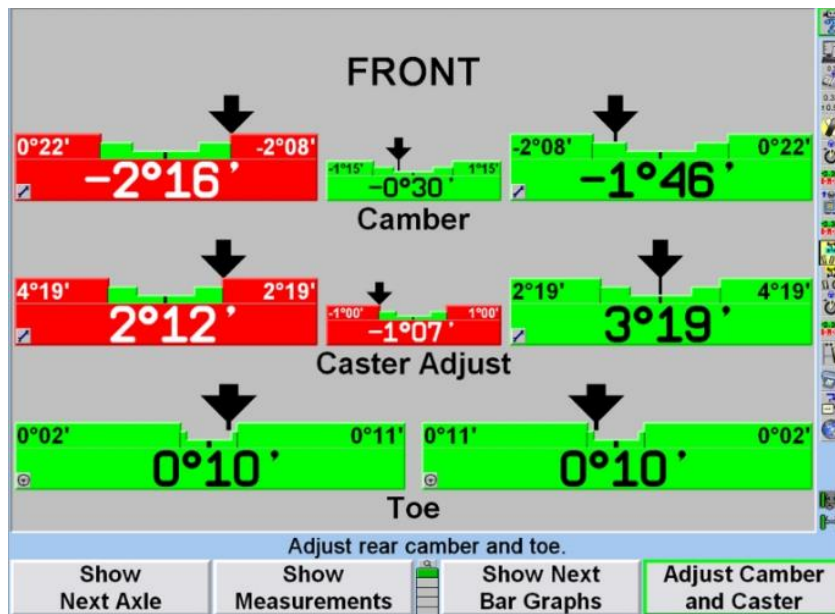 FRONT
0°22' -2°08' -1°15' 1°15' -2°08' 0°22'
-2°16' -0°30' -1°46'
Camber
4°19' 2°19' -1°00' 1°00' 2°19' 4°19'
2°12' -1°07' 3°19'
Caster Adjust
0°02' 0°11' 0°11' 0°02'
0°10' 0°10'
Toe
Adjust rear camber and toe.
Show Show Show Next Adjust Camber
Next Axle Measurements Bar Graphs and Caster